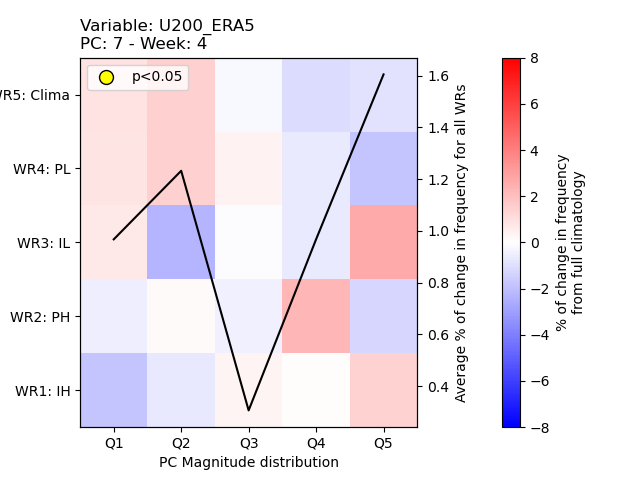 Variable: U200_ERA5
PC: 7 - Week: 4
p<0.05
WR5: Clima
WR4: PL
WR3: IL
WR2: PH
WR1: IH
Q1 Q2 Q3 Q4 Q5
PC Magnitude distribution
1.6
1.4
1.2
1.0
0.8
0.6
0.4
Average % of change in frequency for all WRs
8
6
4
2
0
−2
−4
−6
−8
% of change in frequency
from full climatology